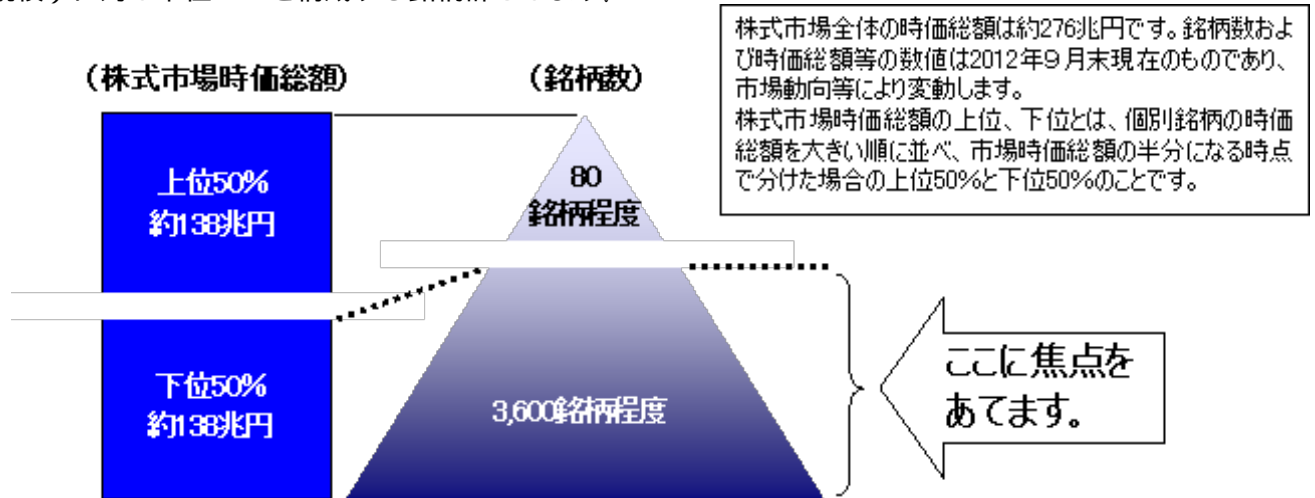 株式市場全体の時価総額は約276兆円です。銘柄数およ
び時価総額等の数値は2012年9月末現在のものであり、
市場動向等により変動します。
株式市場時価総額の上位、下位とは、個別銘柄の時価
総額を大きい順に並べ、市場時価総額の半分になる時点
で分けた場合の上位50%と下位50%のことです。
(株式市場時価総額)
(銘柄数)
上位50%
約138兆円
80
銘柄程度
下位50%
約138兆円
3,600銘柄程度
ここに焦点を
あてます。